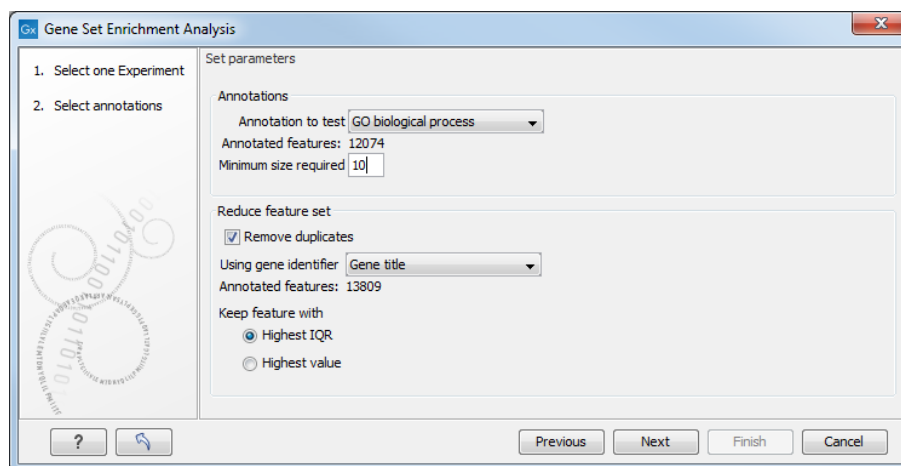 Gx Gene Set Enrichment Analysis
1. Select one Experiment
2. Select annotations
Set parameters
Annotations
Annotation to test GO biological process
Annotated features: 12074
Minimum size required 10
Reduce feature set
Remove duplicates
Using gene identifier Gene title
Annotated features: 13809
Keep feature with
Highest IQR
Highest value
? Previous Next Finish Cancel